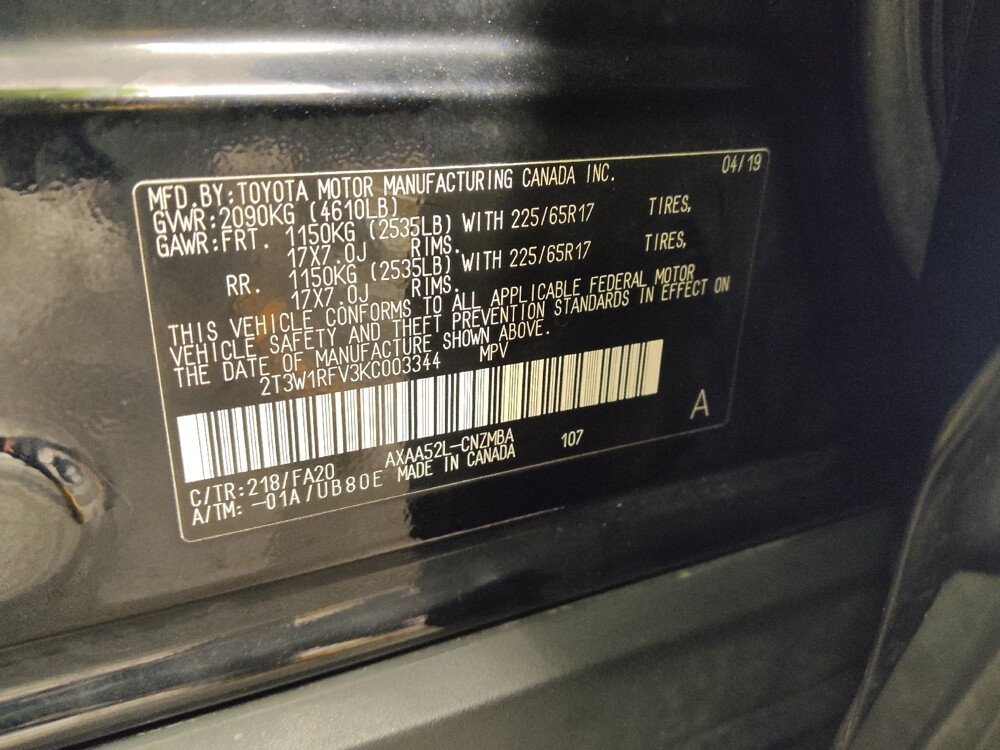 04/19
MFD.BY:TOYOTA MOTOR MANUFACTURING CANADA INC.
GVWR:2090KG (4610LB)
GAWR:FRT. 1150KG (2535LB) WITH 225/65R17 TIRES,
17X7.0J RIMS.
RR. 1150KG (2535LB) WITH 225/65R17 TIRES,
17X7.0J RIMS.
THIS VEHICLE CONFORMS TO ALL APPLICABLE FEDERAL MOTOR
VEHICLE SAFETY AND THEFT PREVENTION STANDARDS IN EFFECT ON
THE DATE OF MANUFACTURE SHOWN ABOVE.
2T3W1RFV3KC003344 MPV
A
C/TR:218/FA20 AXAA52L-CNZMBA 107
A/TM: -01A/UB80E MADE IN CANADA